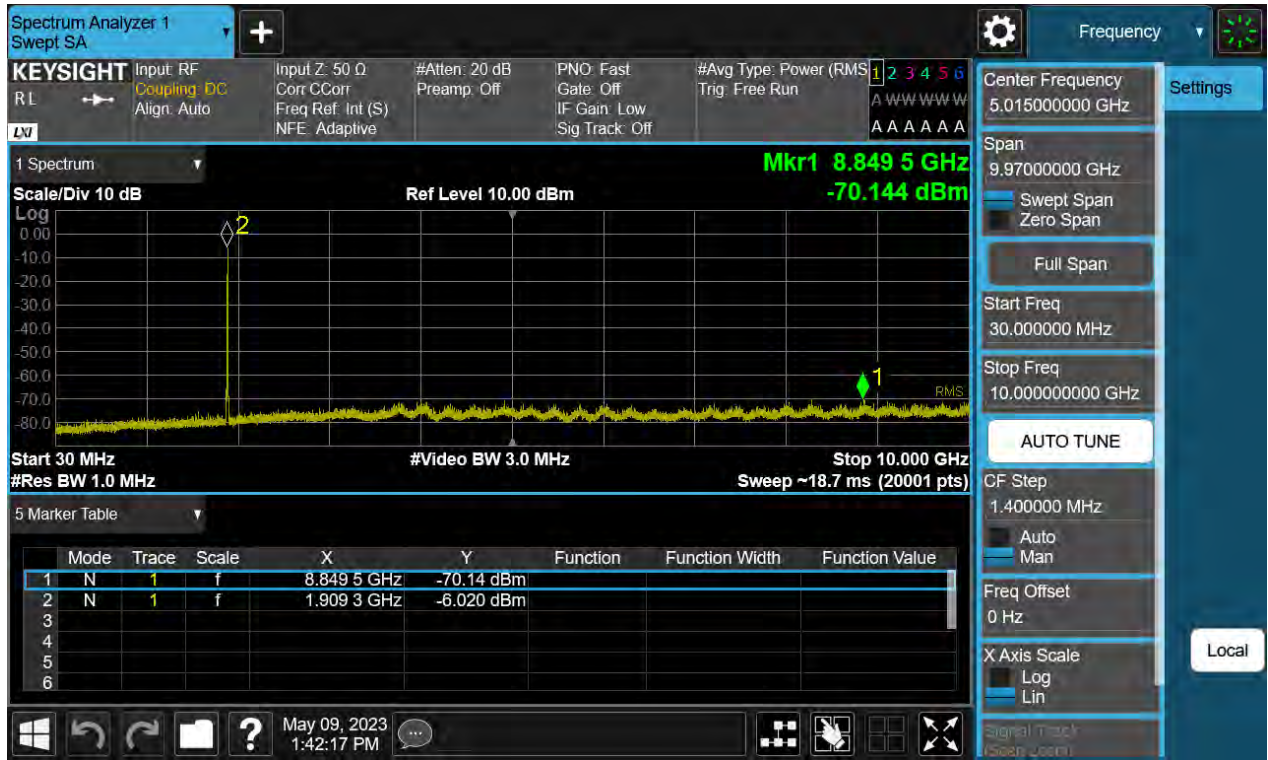 Spectrum Analyzer 1
Swept SA
+
Frequency
KEYSIGHT
RL
LXI
Input: RF
Coupling: DC
Align: Auto
Input Z: 50 Ω
Corr CCorr
Freq Ref: Int (S)
NFE: Adaptive
#Atten: 20 dB
Preamp: Off
PNO: Fast
Gate: Off
IF Gain: Low
Sig Track: Off
#Avg Type: Power (RMS
Trig: Free Run
1 2 3 4 5 6
A W W W W W
A A A A A A
1 Spectrum
Scale/Div 10 dB
Ref Level 10.00 dBm
Mkr1 8.849 5 GHz
-70.144 dBm
Log
0.00
-10.0
-20.0
-30.0
-40.0
-50.0
-60.0
-70.0
-80.0
2
1
RMS
Start 30 MHz
#Video BW 3.0 MHz
Stop 10.000 GHz
#Res BW 1.0 MHz
Sweep ~18.7 ms (20001 pts)
5 Marker Table
Mode Trace Scale X Y Function Function Width Function Value
1 N 1 f 8.849 5 GHz -70.14 dBm
2 N 1 f 1.909 3 GHz -6.020 dBm
3
4
5
6
?
May 09, 2023
1:42:17 PM
Center Frequency
5.015000000 GHz
Span
9.97000000 GHz
Swept Span
Zero Span
Full Span
Start Freq
30.000000 MHz
Stop Freq
10.000000000 GHz
AUTO TUNE
CF Step
1.400000 MHz
Auto
Man
Freq Offset
0 Hz
X Axis Scale
Log
Lin
Signal Track
(Span Zoom)
Settings
Local